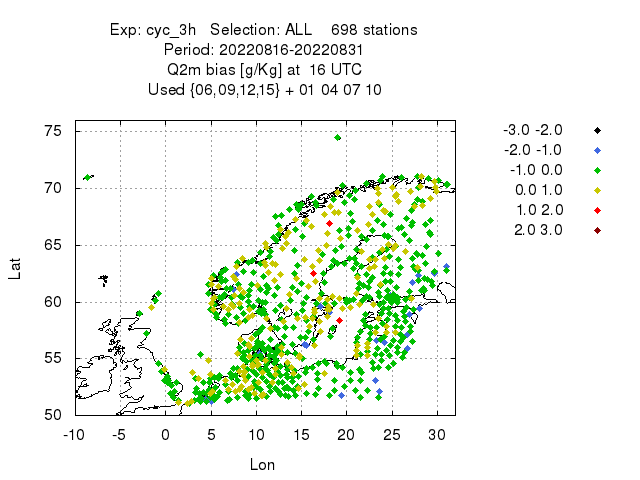 Exp: cyc_3h   Selection: ALL    698 stations
Period: 20220816-20220831
Q2m bias [g/Kg] at  16 UTC
Used {06,09,12,15} + 01 04 07 10
75
70
65
60
55
50
Lat
-10 -5 0 5 10 15 20 25 30
Lon
-3.0 -2.0
-2.0 -1.0
-1.0 0.0
0.0 1.0
1.0 2.0
2.0 3.0